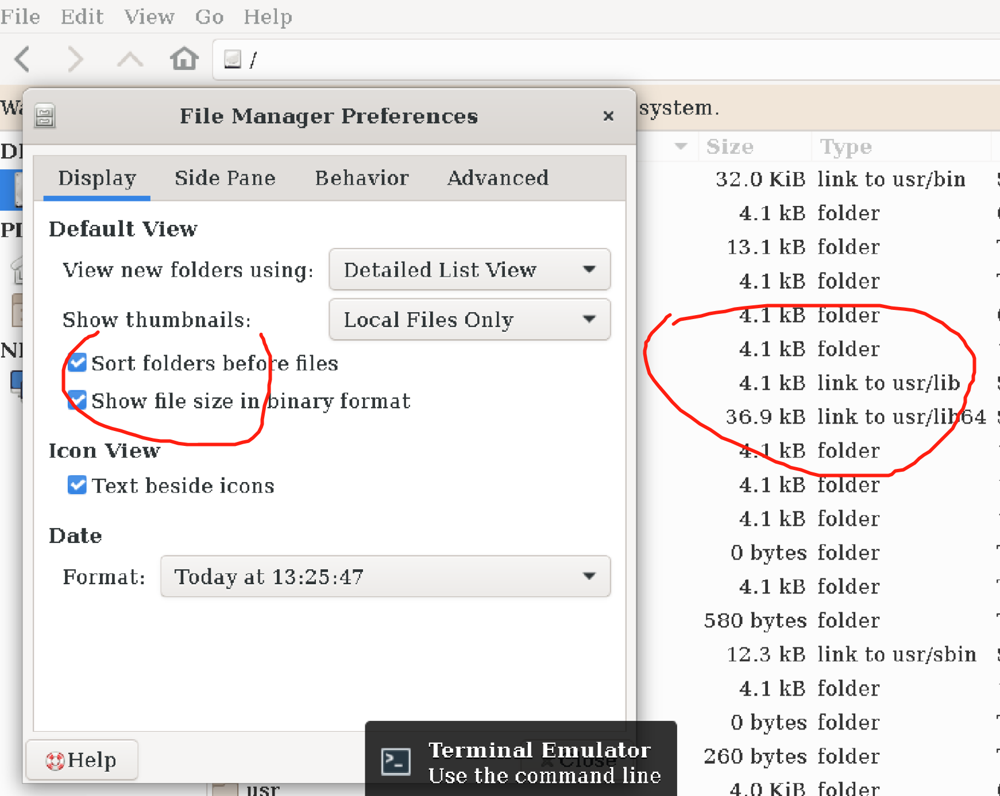 File Edit View Go Help
/
system.
File Manager Preferences
Size Type
Display Side Pane Behavior Advanced
Default View
View new folders using: Detailed List View
Show thumbnails: Local Files Only
Sort folders before files
Show file size in binary format
Icon View
Text beside icons
Date
Format: Today at 13:25:47
Help
Close
Terminal Emulator
Use the command line
32.0 KiB link to usr/bin
4.1 kB folder
13.1 kB folder
4.1 kB folder
4.1 kB folder
4.1 kB folder
4.1 kB link to usr/lib
36.9 kB link to usr/lib64
4.1 kB folder
4.1 kB folder
4.1 kB folder
0 bytes folder
4.1 kB folder
580 bytes folder
12.3 kB link to usr/sbin
4.1 kB folder
0 bytes folder
260 bytes folder
usr 4.0 KiB folder